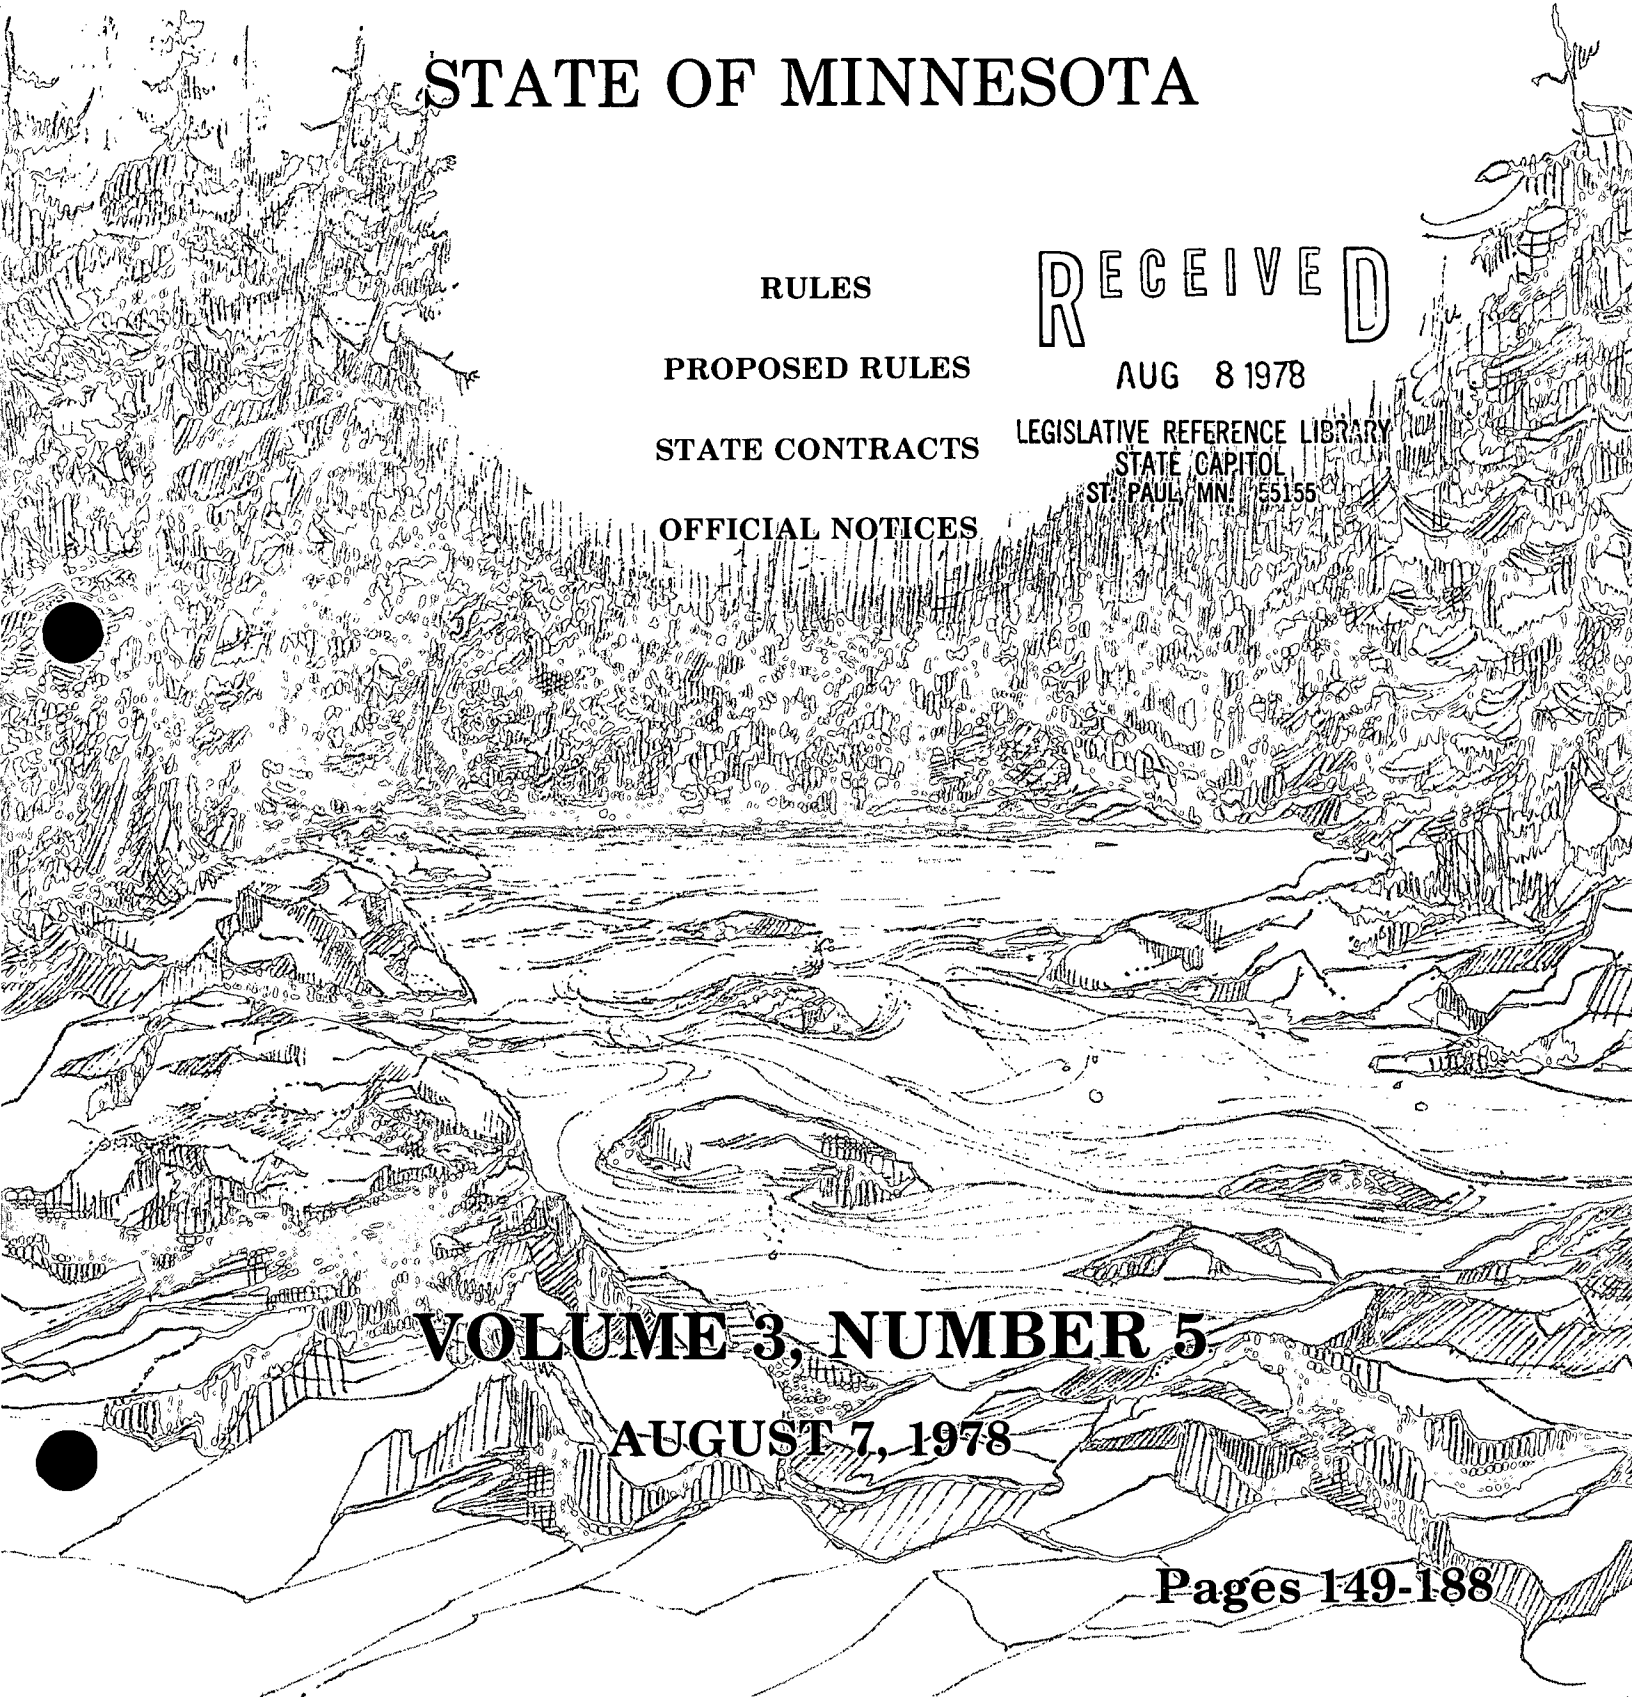 STATE OF MINNESOTA
RULES
PROPOSED RULES
STATE CONTRACTS
OFFICIAL NOTICES
RECEIVED
AUG 8 1978
LEGISLATIVE REFERENCE LIBRARY
STATE CAPITOL
ST. PAUL, MN. 55155
VOLUME 3, NUMBER 5
AUGUST 7, 1978
Pages 149-188